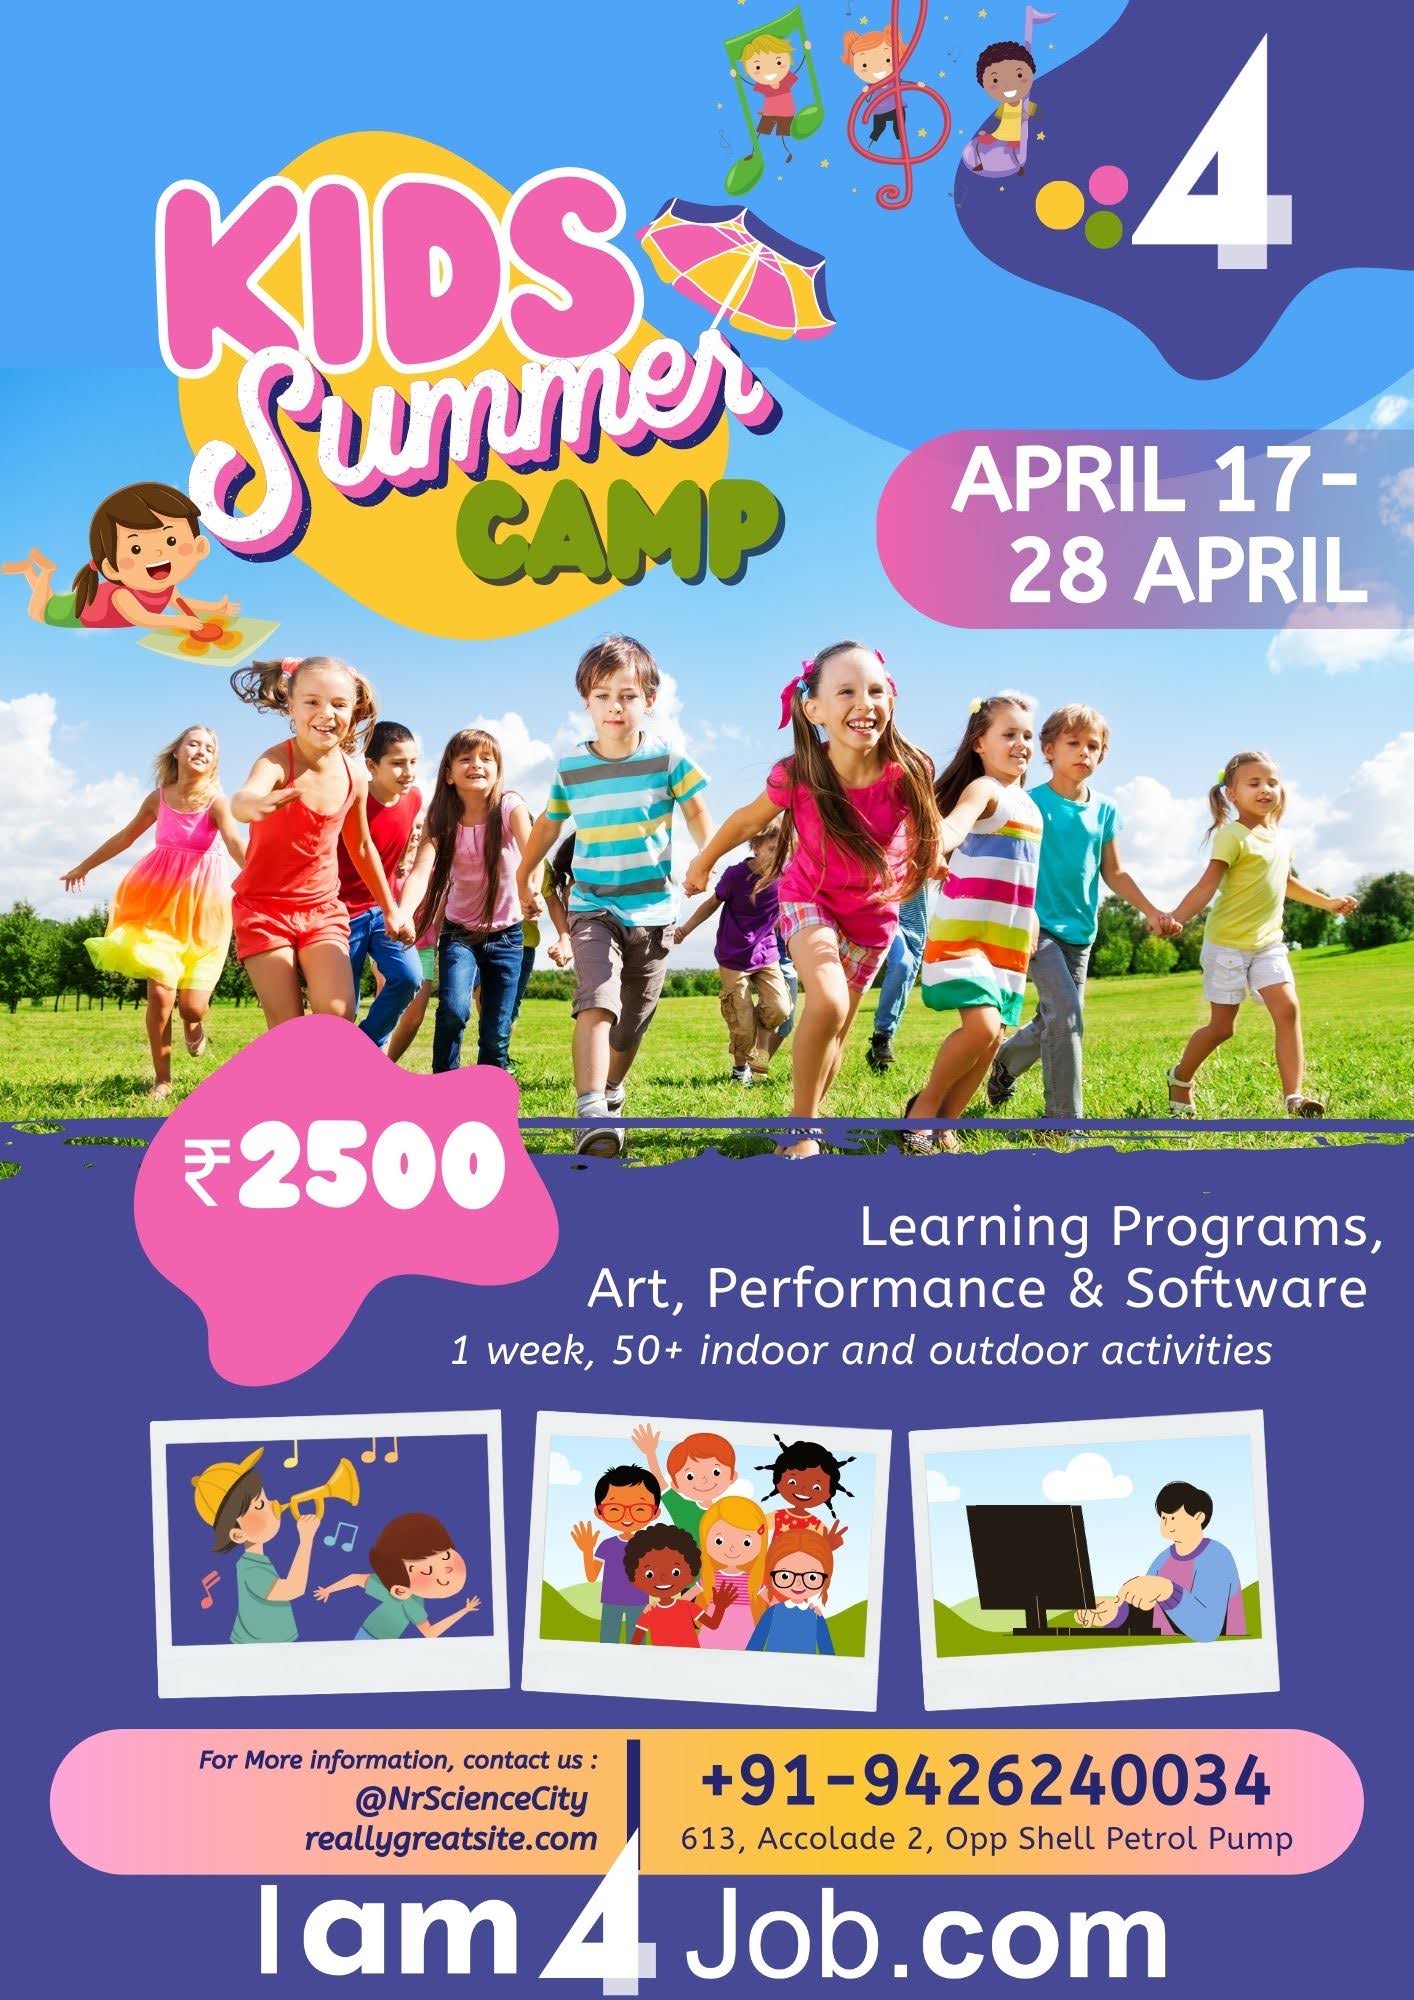 4
KIDS
Summer
CAMP
APRIL 17-
28 APRIL
₹2500
Learning Programs,
Art, Performance & Software
1 week, 50+ indoor and outdoor activities
For More information, contact us :
@NrScienceCity
reallygreatsite.com
+91-9426240034
613, Accolade 2, Opp Shell Petrol Pump
I am 4 Job.com